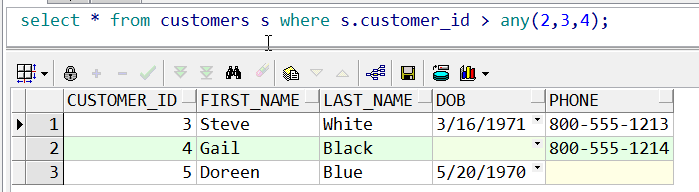 select * from customers s where s.customer_id > any(2,3,4);
CUSTOMER_ID FIRST_NAME LAST_NAME DOB PHONE
1 3 Steve White 3/16/1971 800-555-1213
2 4 Gail Black 800-555-1214
3 5 Doreen Blue 5/20/1970